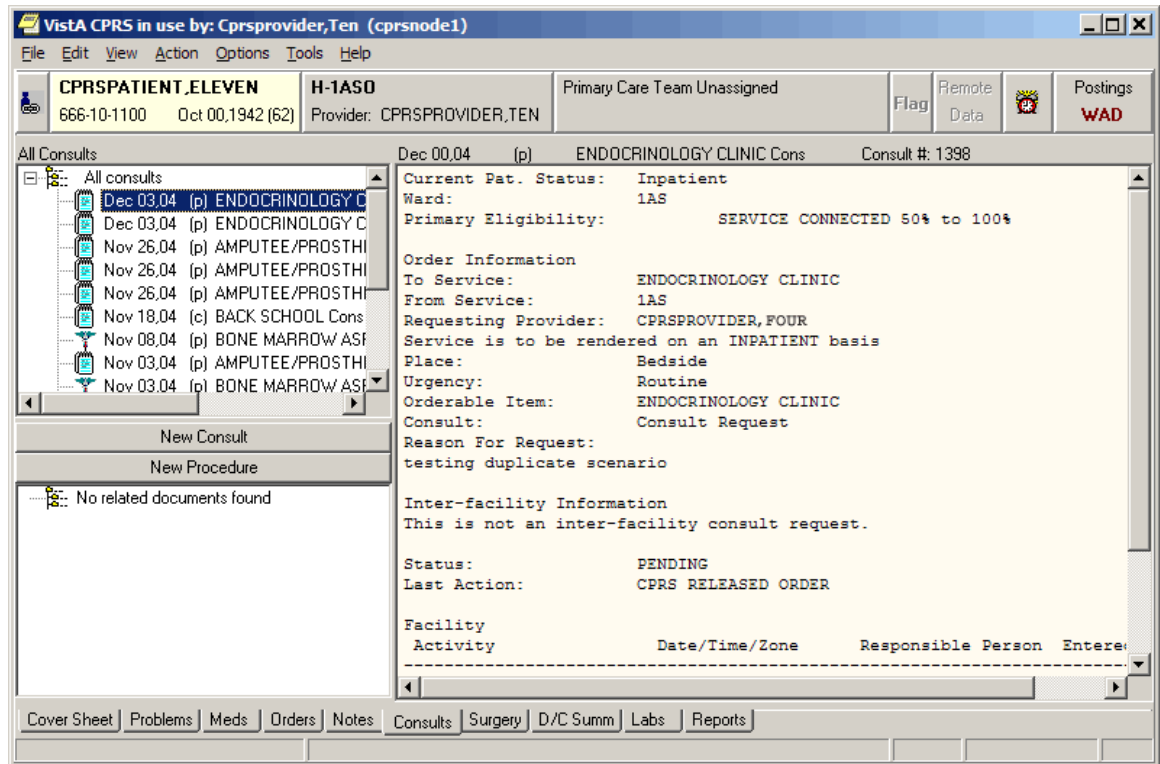 VistA CPRS in use by: Cprsprovider,Ten (cprsnode1)
File Edit View Action Options Tools Help
CPRSPATIENT,ELEVEN H-1ASO Primary Care Team Unassigned Flag Remote Data Postings
666-10-1100 Oct 00,1942 (62) Provider: CPRSPROVIDER,TEN WAD
All Consults
All consults
Dec 03,04 (p) ENDOCRINOLOGY C
Dec 03,04 (p) ENDOCRINOLOGY C
Nov 26,04 (p) AMPUTEE/PROSTHI
Nov 26,04 (p) AMPUTEE/PROSTHI
Nov 26,04 (p) AMPUTEE/PROSTHI
Nov 18,04 (c) BACK SCHOOL Cons
Nov 08,04 (p) BONE MARROW ASF
Nov 03,04 (p) AMPUTEE/PROSTHI
Nov 03,04 (p) BONE MARROW ASF
New Consult
New Procedure
No related documents found
Dec 00,04 (p) ENDOCRINOLOGY CLINIC Cons Consult #: 1398
Current Pat. Status: Inpatient
Ward: 1AS
Primary Eligibility: SERVICE CONNECTED 50% to 100%
Order Information
To Service: ENDOCRINOLOGY CLINIC
From Service: 1AS
Requesting Provider: CPRSPROVIDER,FOUR
Service is to be rendered on an INPATIENT basis
Place: Bedside
Urgency: Routine
Orderable Item: ENDOCRINOLOGY CLINIC
Consult: Consult Request
Reason For Request:
testing duplicate scenario
Inter-facility Information
This is not an inter-facility consult request.
Status: PENDING
Last Action: CPRS RELEASED ORDER
Facility
Activity Date/Time/Zone Responsible Person Entere
Cover Sheet Problems Meds Orders Notes Consults Surgery D/C Summ Labs Reports